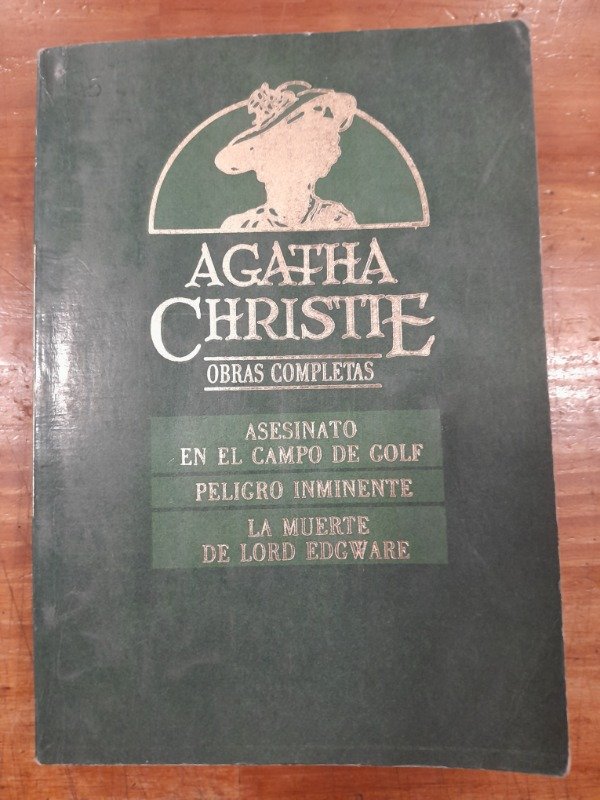 AGATHA
CHRISTIE
OBRAS COMPLETAS
ASESINATO
EN EL CAMPO DE GOLF
PELIGRO INMINENTE
LA MUERTE
DE LORD EDGWARE